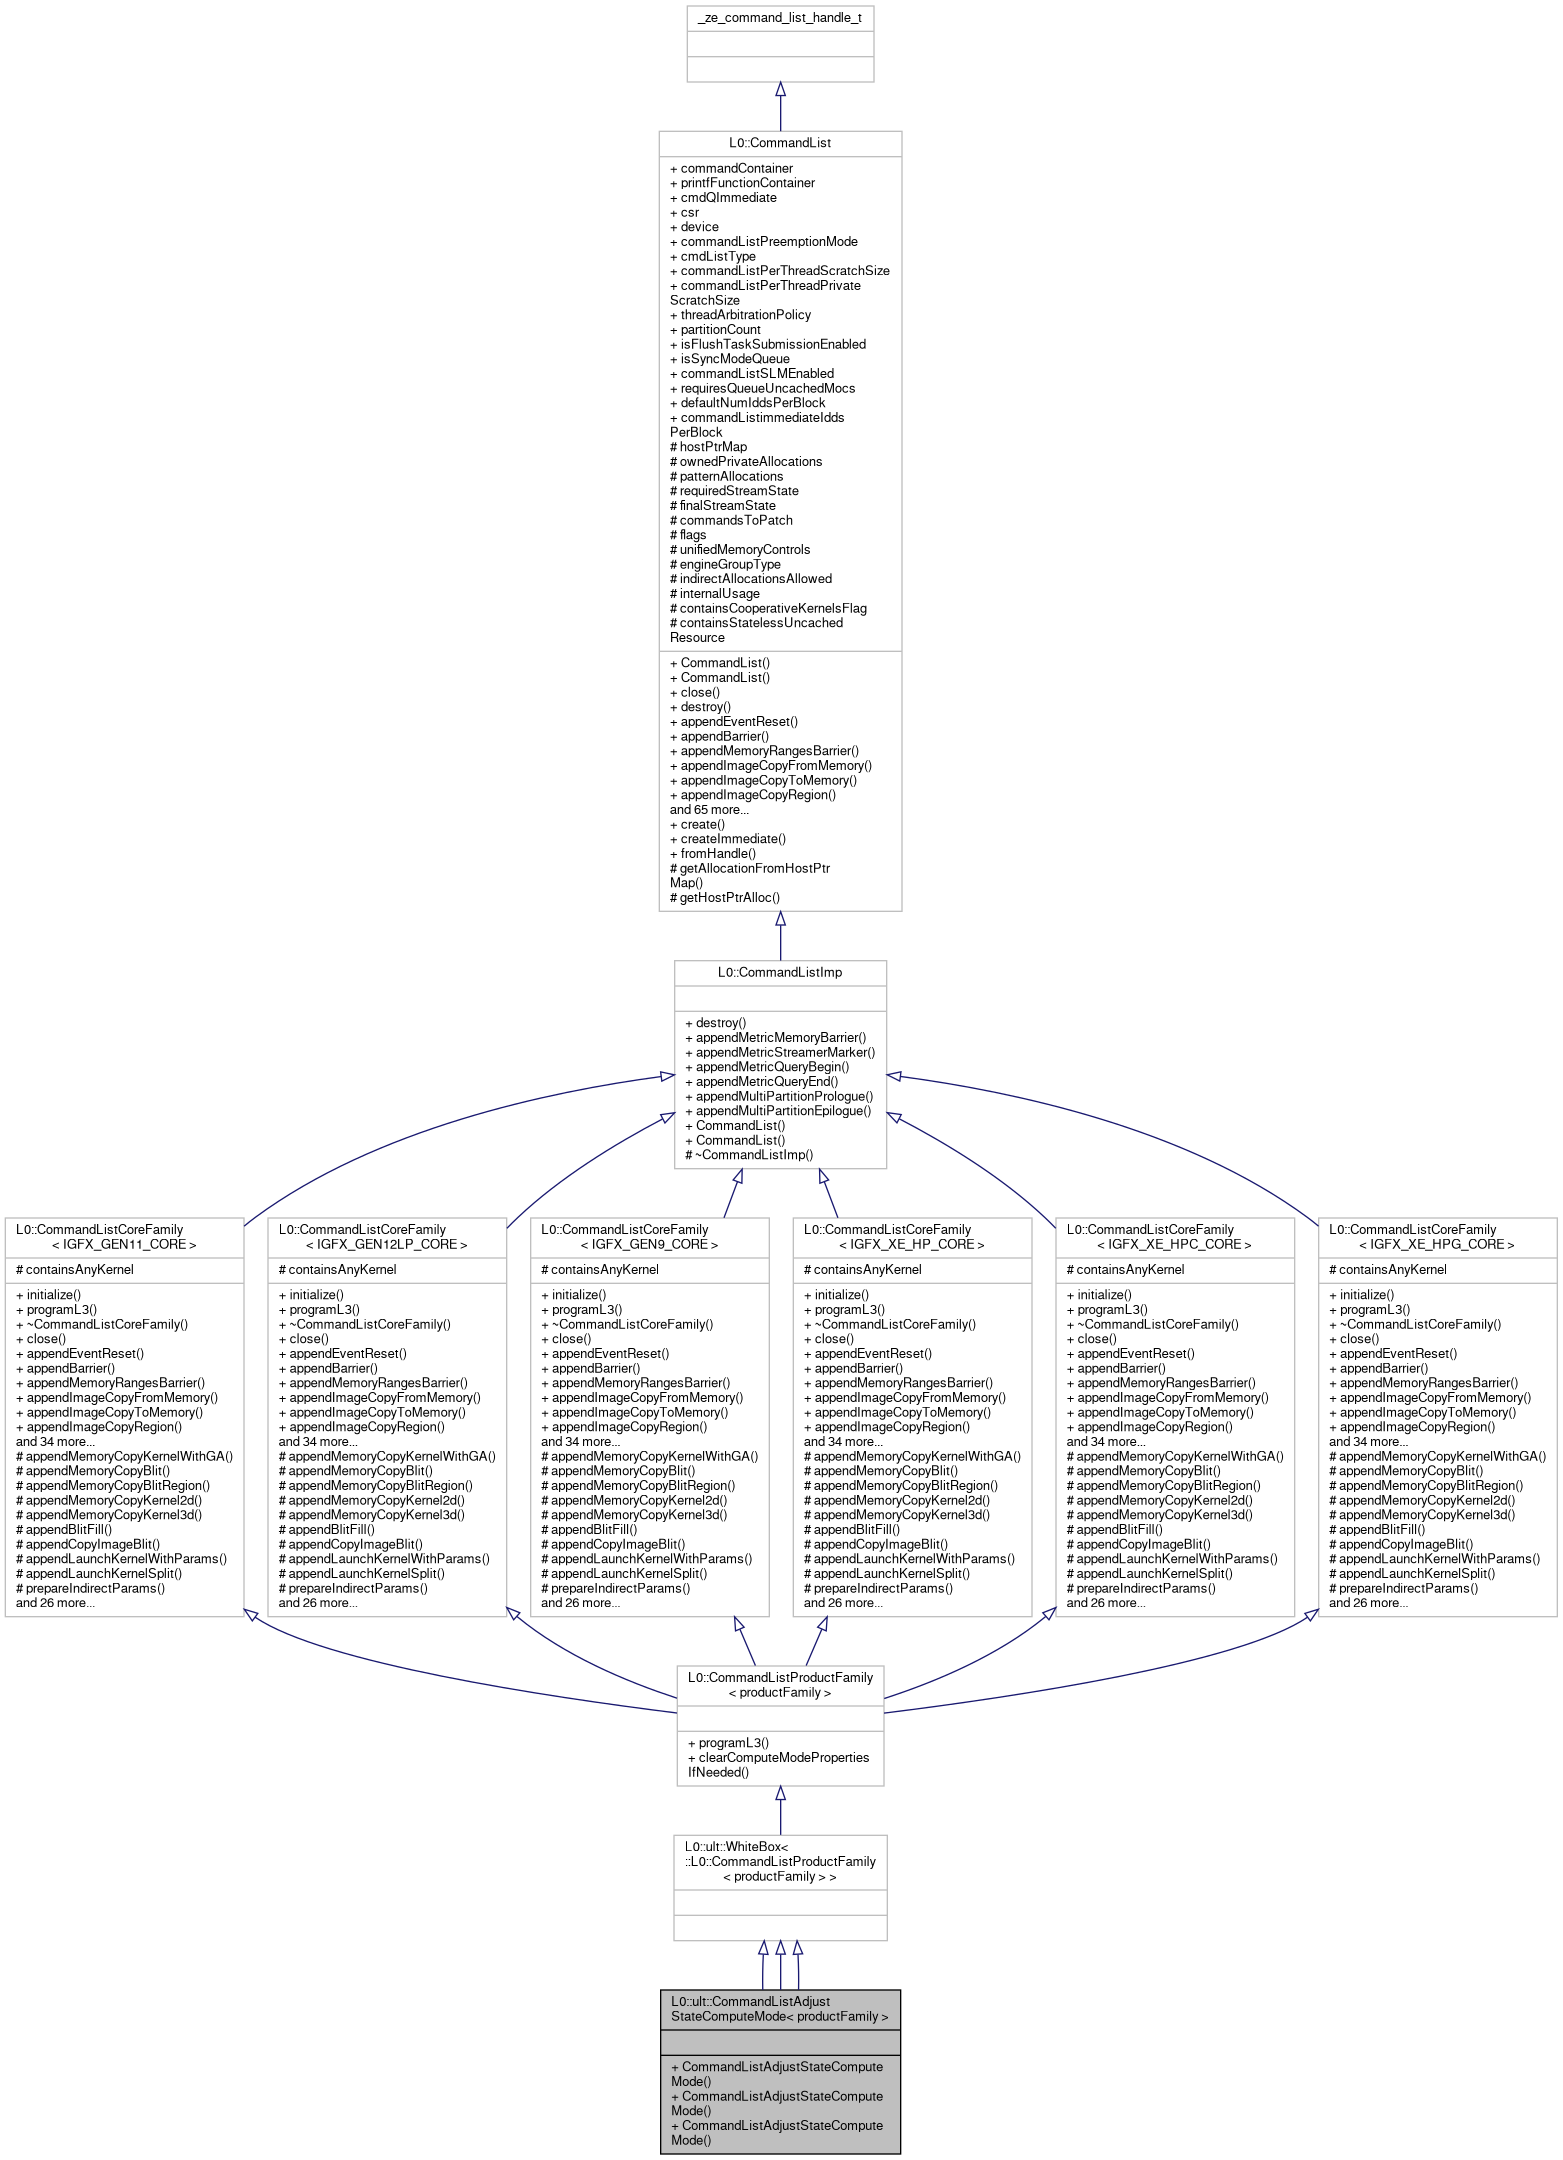 _ze_command_list_handle_t
L0::CommandList
+ commandContainer
+ printfFunctionContainer
+ cmdQImmediate
+ csr
+ device
+ commandListPreemptionMode
+ cmdListType
+ commandListPerThreadScratchSize
+ commandListPerThreadPrivate
ScratchSize
+ threadArbitrationPolicy
+ partitionCount
+ isFlushTaskSubmissionEnabled
+ isSyncModeQueue
+ commandListSLMEnabled
+ requiresQueueUncachedMocs
+ defaultNumIddsPerBlock
+ commandListimmediateIdds
PerBlock
# hostPtrMap
# ownedPrivateAllocations
# patternAllocations
# requiredStreamState
# finalStreamState
# commandsToPatch
# flags
# unifiedMemoryControls
# engineGroupType
# indirectAllocationsAllowed
# internalUsage
# containsCooperativeKernelsFlag
# containsStatelessUncached
Resource
+ CommandList()
+ CommandList()
+ close()
+ destroy()
+ appendEventReset()
+ appendBarrier()
+ appendMemoryRangesBarrier()
+ appendImageCopyFromMemory()
+ appendImageCopyToMemory()
+ appendImageCopyRegion()
and 65 more...
+ create()
+ createImmediate()
+ fromHandle()
# getAllocationFromHostPtr
Map()
# getHostPtrAlloc()
L0::CommandListImp
+ destroy()
+ appendMetricMemoryBarrier()
+ appendMetricStreamerMarker()
+ appendMetricQueryBegin()
+ appendMetricQueryEnd()
+ appendMultiPartitionPrologue()
+ appendMultiPartitionEpilogue()
+ CommandList()
+ CommandList()
# ~CommandListImp()
L0::CommandListCoreFamily
< IGFX_GEN11_CORE >
# containsAnyKernel
+ initialize()
+ programL3()
+ ~CommandListCoreFamily()
+ close()
+ appendEventReset()
+ appendBarrier()
+ appendMemoryRangesBarrier()
+ appendImageCopyFromMemory()
+ appendImageCopyToMemory()
+ appendImageCopyRegion()
and 34 more...
# appendMemoryCopyKernelWithGA()
# appendMemoryCopyBlit()
# appendMemoryCopyBlitRegion()
# appendMemoryCopyKernel2d()
# appendMemoryCopyKernel3d()
# appendBlitFill()
# appendCopyImageBlit()
# appendLaunchKernelWithParams()
# appendLaunchKernelSplit()
# prepareIndirectParams()
and 26 more...
L0::CommandListCoreFamily
< IGFX_GEN12LP_CORE >
# containsAnyKernel
+ initialize()
+ programL3()
+ ~CommandListCoreFamily()
+ close()
+ appendEventReset()
+ appendBarrier()
+ appendMemoryRangesBarrier()
+ appendImageCopyFromMemory()
+ appendImageCopyToMemory()
+ appendImageCopyRegion()
and 34 more...
# appendMemoryCopyKernelWithGA()
# appendMemoryCopyBlit()
# appendMemoryCopyBlitRegion()
# appendMemoryCopyKernel2d()
# appendMemoryCopyKernel3d()
# appendBlitFill()
# appendCopyImageBlit()
# appendLaunchKernelWithParams()
# appendLaunchKernelSplit()
# prepareIndirectParams()
and 26 more...
L0::CommandListCoreFamily
< IGFX_GEN9_CORE >
# containsAnyKernel
+ initialize()
+ programL3()
+ ~CommandListCoreFamily()
+ close()
+ appendEventReset()
+ appendBarrier()
+ appendMemoryRangesBarrier()
+ appendImageCopyFromMemory()
+ appendImageCopyToMemory()
+ appendImageCopyRegion()
and 34 more...
# appendMemoryCopyKernelWithGA()
# appendMemoryCopyBlit()
# appendMemoryCopyBlitRegion()
# appendMemoryCopyKernel2d()
# appendMemoryCopyKernel3d()
# appendBlitFill()
# appendCopyImageBlit()
# appendLaunchKernelWithParams()
# appendLaunchKernelSplit()
# prepareIndirectParams()
and 26 more...
L0::CommandListCoreFamily
< IGFX_XE_HP_CORE >
# containsAnyKernel
+ initialize()
+ programL3()
+ ~CommandListCoreFamily()
+ close()
+ appendEventReset()
+ appendBarrier()
+ appendMemoryRangesBarrier()
+ appendImageCopyFromMemory()
+ appendImageCopyToMemory()
+ appendImageCopyRegion()
and 34 more...
# appendMemoryCopyKernelWithGA()
# appendMemoryCopyBlit()
# appendMemoryCopyBlitRegion()
# appendMemoryCopyKernel2d()
# appendMemoryCopyKernel3d()
# appendBlitFill()
# appendCopyImageBlit()
# appendLaunchKernelWithParams()
# appendLaunchKernelSplit()
# prepareIndirectParams()
and 26 more...
L0::CommandListCoreFamily
< IGFX_XE_HPC_CORE >
# containsAnyKernel
+ initialize()
+ programL3()
+ ~CommandListCoreFamily()
+ close()
+ appendEventReset()
+ appendBarrier()
+ appendMemoryRangesBarrier()
+ appendImageCopyFromMemory()
+ appendImageCopyToMemory()
+ appendImageCopyRegion()
and 34 more...
# appendMemoryCopyKernelWithGA()
# appendMemoryCopyBlit()
# appendMemoryCopyBlitRegion()
# appendMemoryCopyKernel2d()
# appendMemoryCopyKernel3d()
# appendBlitFill()
# appendCopyImageBlit()
# appendLaunchKernelWithParams()
# appendLaunchKernelSplit()
# prepareIndirectParams()
and 26 more...
L0::CommandListCoreFamily
< IGFX_XE_HPG_CORE >
# containsAnyKernel
+ initialize()
+ programL3()
+ ~CommandListCoreFamily()
+ close()
+ appendEventReset()
+ appendBarrier()
+ appendMemoryRangesBarrier()
+ appendImageCopyFromMemory()
+ appendImageCopyToMemory()
+ appendImageCopyRegion()
and 34 more...
# appendMemoryCopyKernelWithGA()
# appendMemoryCopyBlit()
# appendMemoryCopyBlitRegion()
# appendMemoryCopyKernel2d()
# appendMemoryCopyKernel3d()
# appendBlitFill()
# appendCopyImageBlit()
# appendLaunchKernelWithParams()
# appendLaunchKernelSplit()
# prepareIndirectParams()
and 26 more...
L0::CommandListProductFamily
< productFamily >
+ programL3()
+ clearComputeModeProperties
IfNeeded()
L0::ult::WhiteBox<
::L0::CommandListProductFamily
< productFamily > >
L0::ult::CommandListAdjust
StateComputeMode< productFamily >
+ CommandListAdjustStateCompute
Mode()
+ CommandListAdjustStateCompute
Mode()
+ CommandListAdjustStateCompute
Mode()